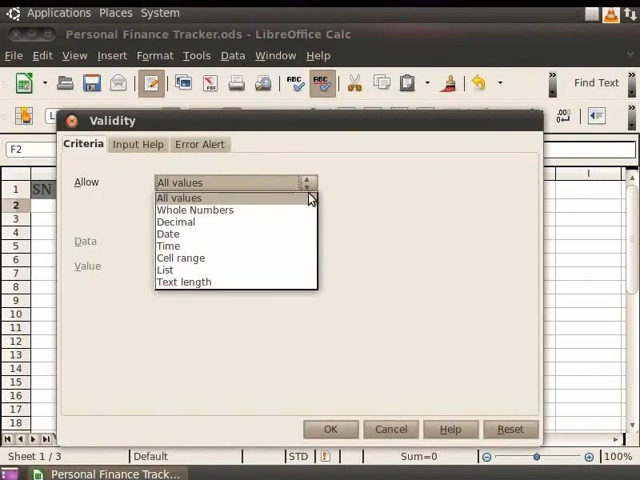 Applications Places System
Personal Finance Tracker.ods - LibreOffice Calc
File Edit View Insert Format Tools Data Window Help
Find Text
Validity
F2
Criteria Input Help Error Alert
I
1 SN
Allow All values
All values
Whole Numbers
Decimal
Date
Time
Cell range
List
Text length
Data
Value
2
3
4
5
6
7
8
9
10
11
12
13
14
15
16
17
18
OK Cancel Help Reset
Sheet 1 / 3 Default STD Sum=0 100%
Personal Finance Track...